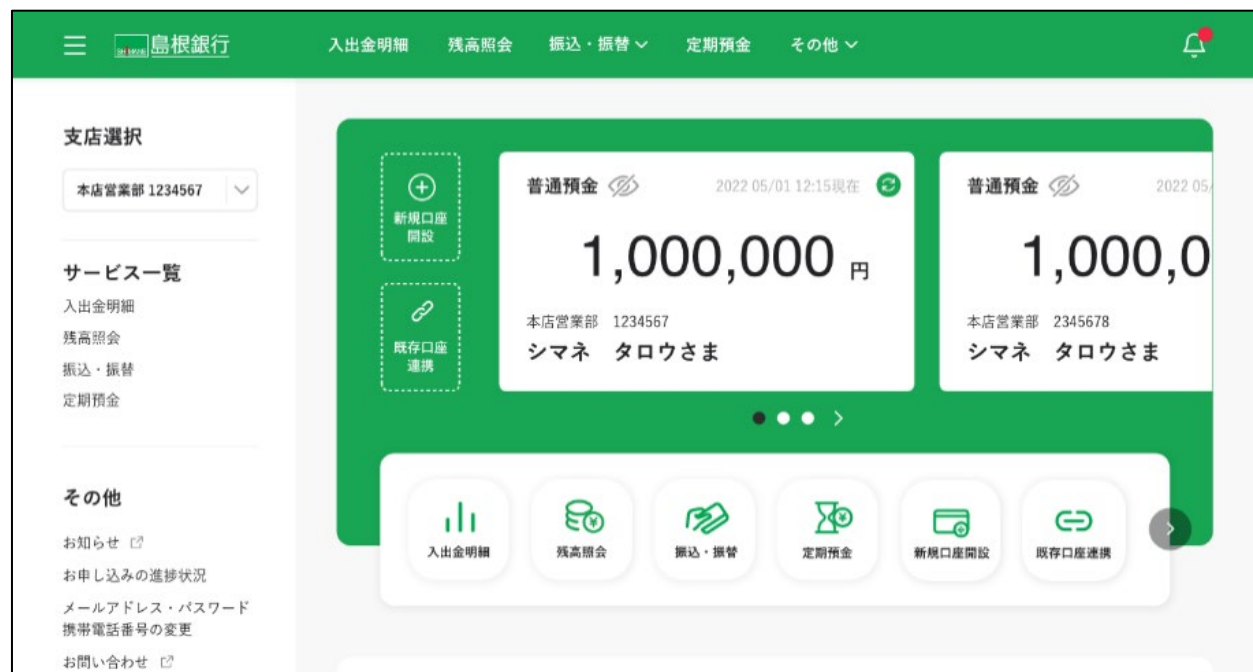 島根銀行
入出金明細 残高照会 振込・振替 定期預金 その他
支店選択
本店営業部 1234567
サービス一覧
入出金明細
残高照会
振込・振替
定期預金
その他
お知らせ
お申し込みの進捗状況
メールアドレス・パスワード
携帯電話番号の変更
お問い合わせ
新規口座
開設
既存口座
連携
普通預金 2022 05/01 12:15現在
1,000,000 円
本店営業部 1234567
シマネ タロウさま
普通預金 2022 05/
1,000,0
本店営業部 2345678
シマネ タロウさま
入出金明細 残高照会 振込・振替 定期預金 新規口座開設 既存口座連携